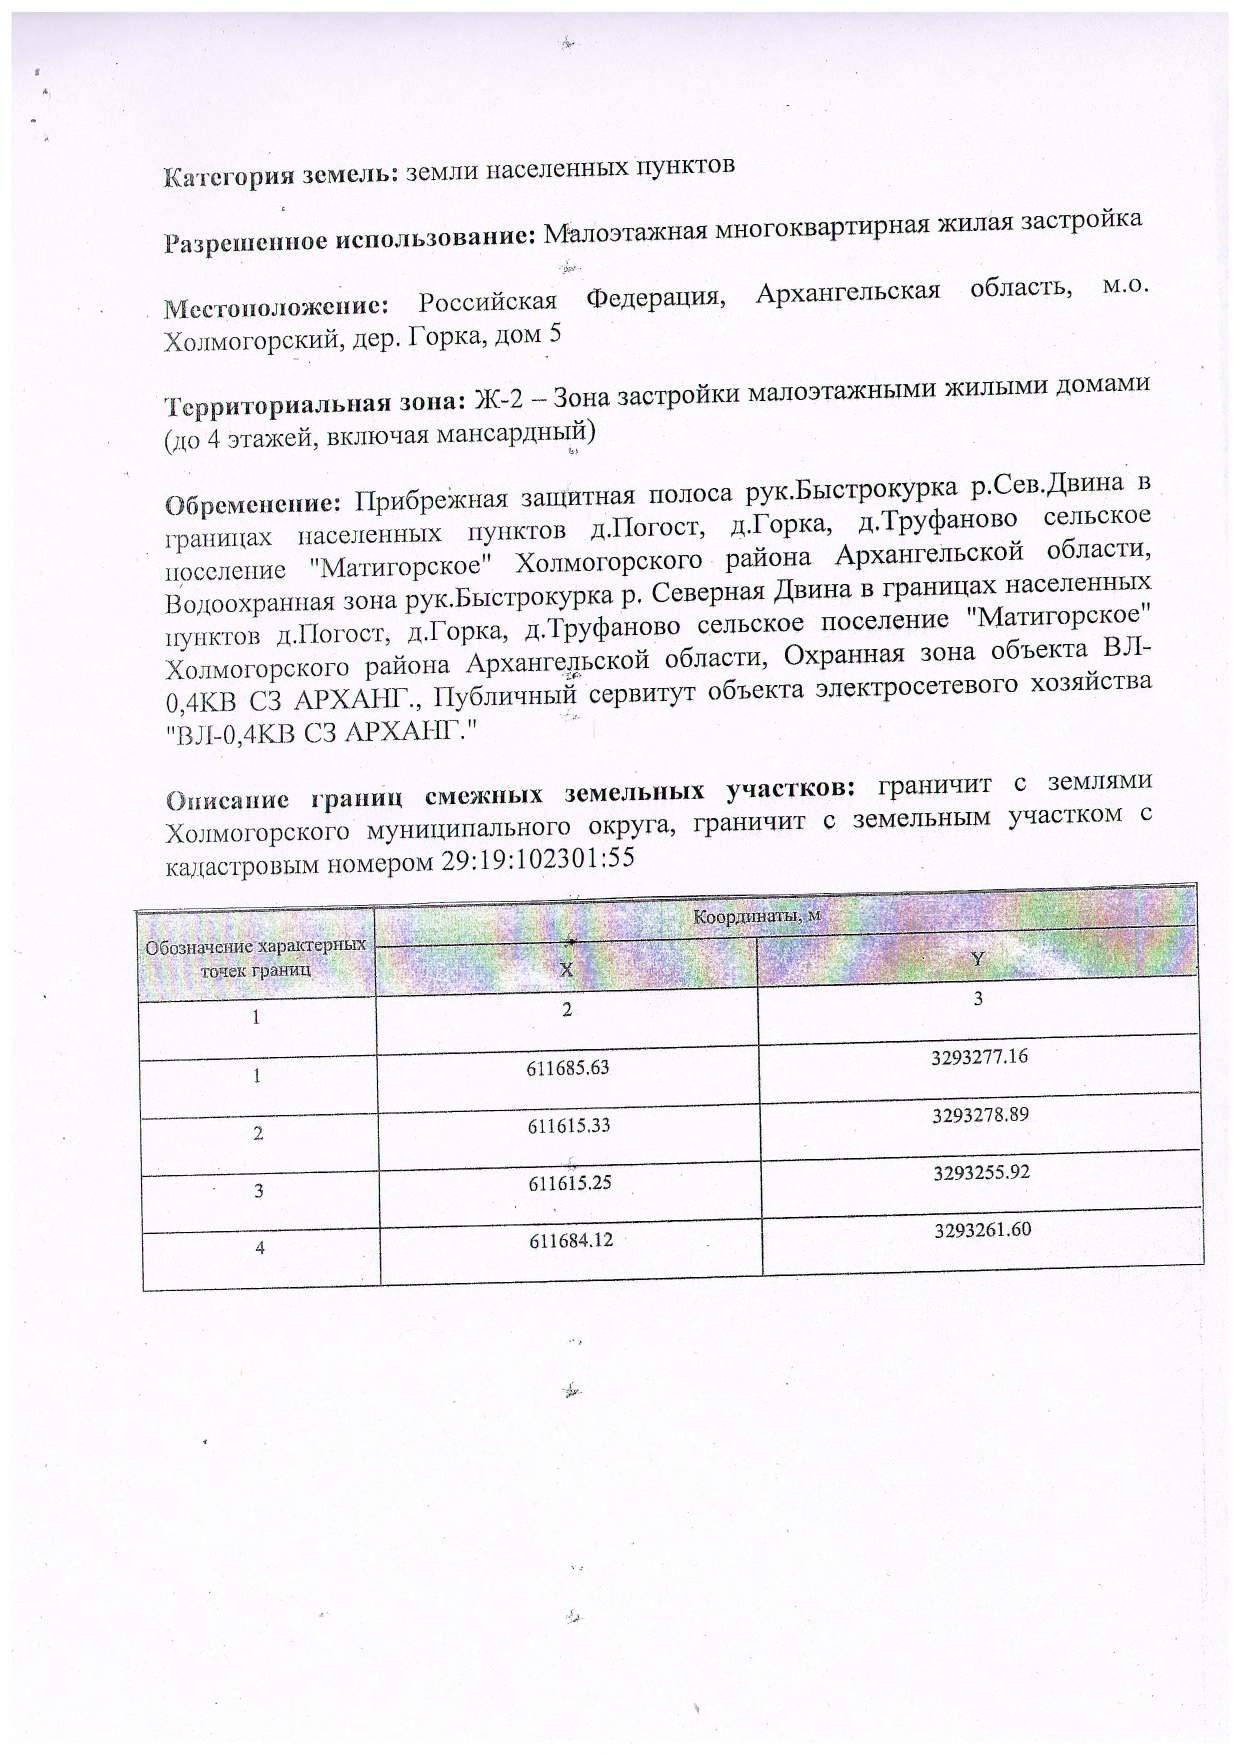 Категория земель: земли населенных пунктов
Разрешенное использование: Малоэтажная многоквартирная жилая застройка
Местоположение: Российская Федерация, Архангельская область, м.о.
Холмогорский, дер. Горка, дом 5
Территориальная зона: Ж-2 – Зона застройки малоэтажными жилыми домами
(до 4 этажей, включая мансардный)
Обременение: Прибрежная защитная полоса рук.Быстрокурка р.Сев.Двина в
границах населенных пунктов д.Погост, д.Горка, д.Труфаново сельское
поселение "Матигорское" Холмогорского района Архангельской области,
Водоохранная зона рук.Быстрокурка р. Северная Двина в границах населенных
пунктов д.Погост, д.Горка, д.Труфаново сельское поселение "Матигорское"
Холмогорского района Архангельской области, Охранная зона объекта ВЛ-
0,4КВ СЗ АРХАНГ., Публичный сервитут объекта электросетевого хозяйства
"ВЛ-0,4КВ СЗ АРХАНГ."
Описание границ смежных земельных участков: граничит с землями
Холмогорского муниципального округа, граничит с земельным участком с
кадастровым номером 29:19:102301:55
Обозначение характерных
точек границ
Координаты, м
X Y
1 2 3
1 611685.63 3293277.16
2 611615.33 3293278.89
3 611615.25 3293255.92
4 611684.12 3293261.60